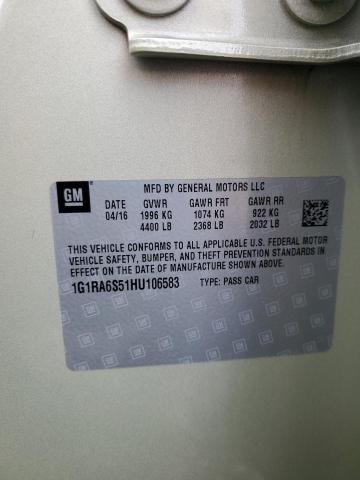 GM
MFD BY GENERAL MOTORS LLC
DATE GVWR GAWR FRT GAWR RR
04/16 1996 KG 1074 KG 922 KG
4400 LB 2368 LB 2032 LB
THIS VEHICLE CONFORMS TO ALL APPLICABLE U.S. FEDERAL MOTOR
VEHICLE SAFETY, BUMPER, AND THEFT PREVENTION STANDARDS IN
EFFECT ON THE DATE OF MANUFACTURE SHOWN ABOVE.
1G1RA6S51HU106583 TYPE: PASS CAR